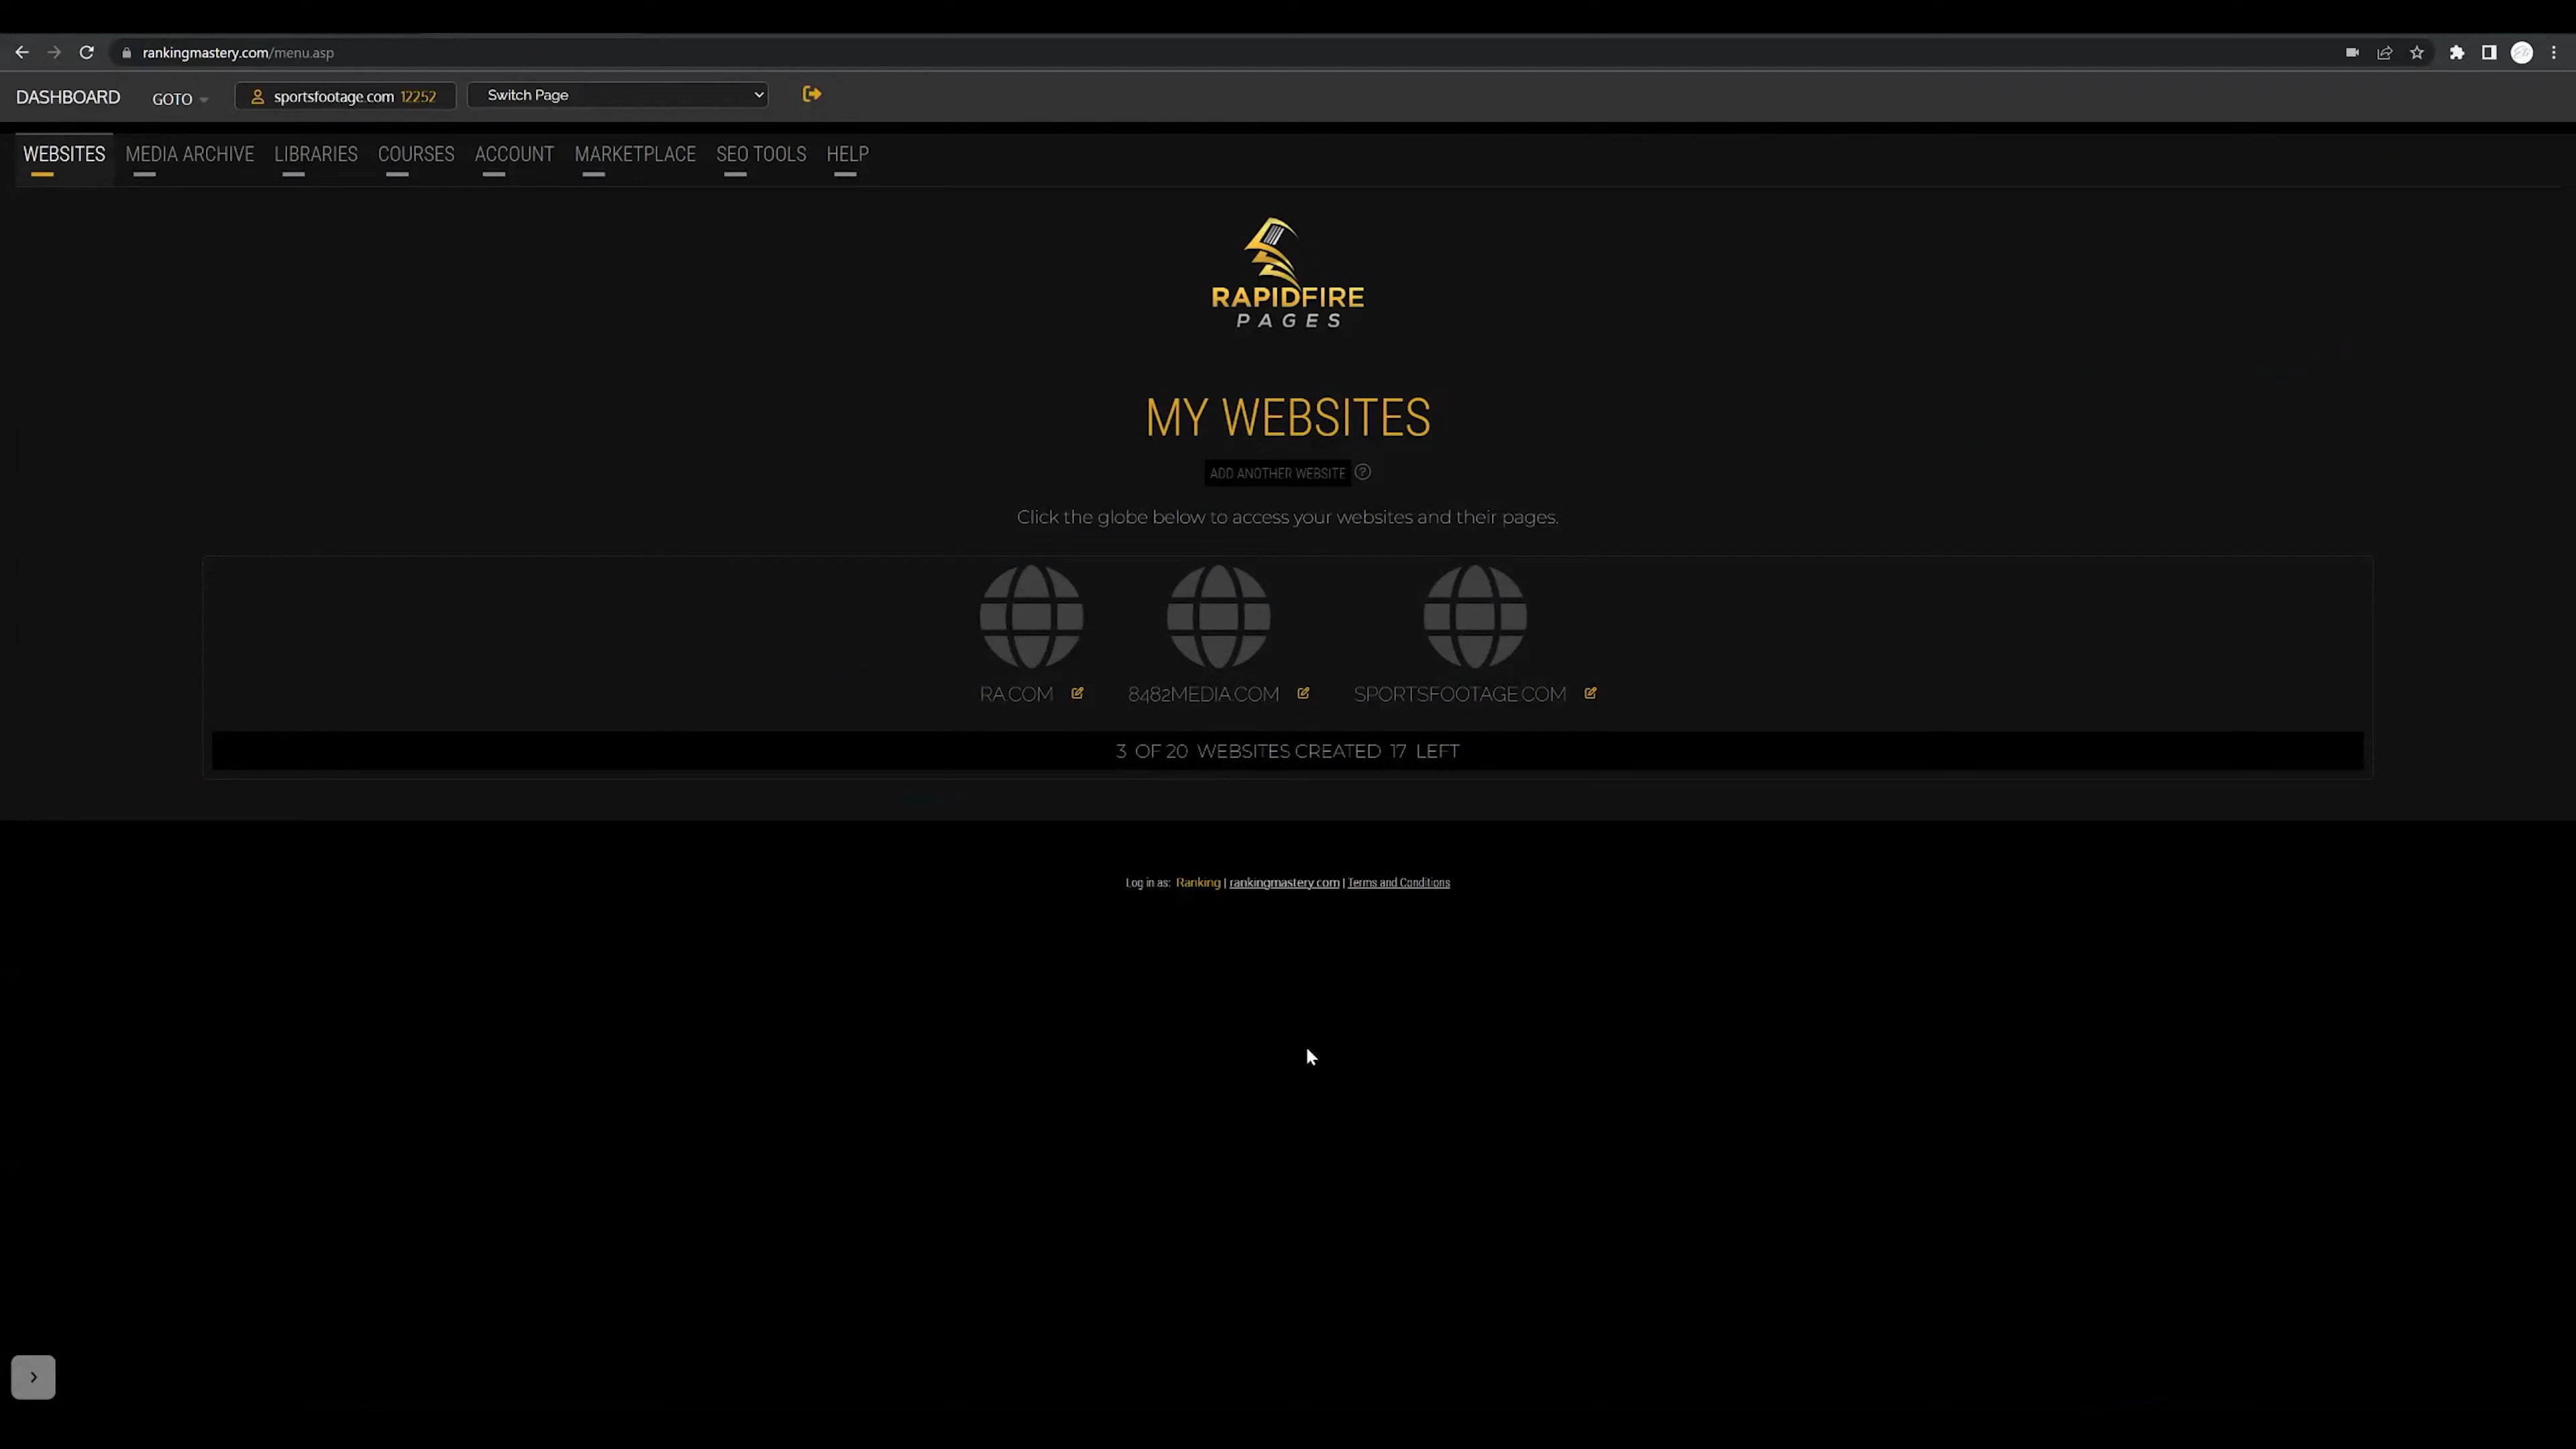 rankingmastery.com/menu.asp
DASHBOARD GOTO sportsfootage.com 12252 Switch Page
WEBSITES MEDIA ARCHIVE LIBRARIES COURSES ACCOUNT MARKETPLACE SEO TOOLS HELP
RAPIDFIRE
PAGES
MY WEBSITES
ADD ANOTHER WEBSITE
Click the globe below to access your websites and their pages.
RA.COM 8482MEDIA.COM SPORTSFOOTAGE.COM
3 OF 20 WEBSITES CREATED 17 LEFT
Log in as: Ranking | rankingmastery.com | Terms and Conditions